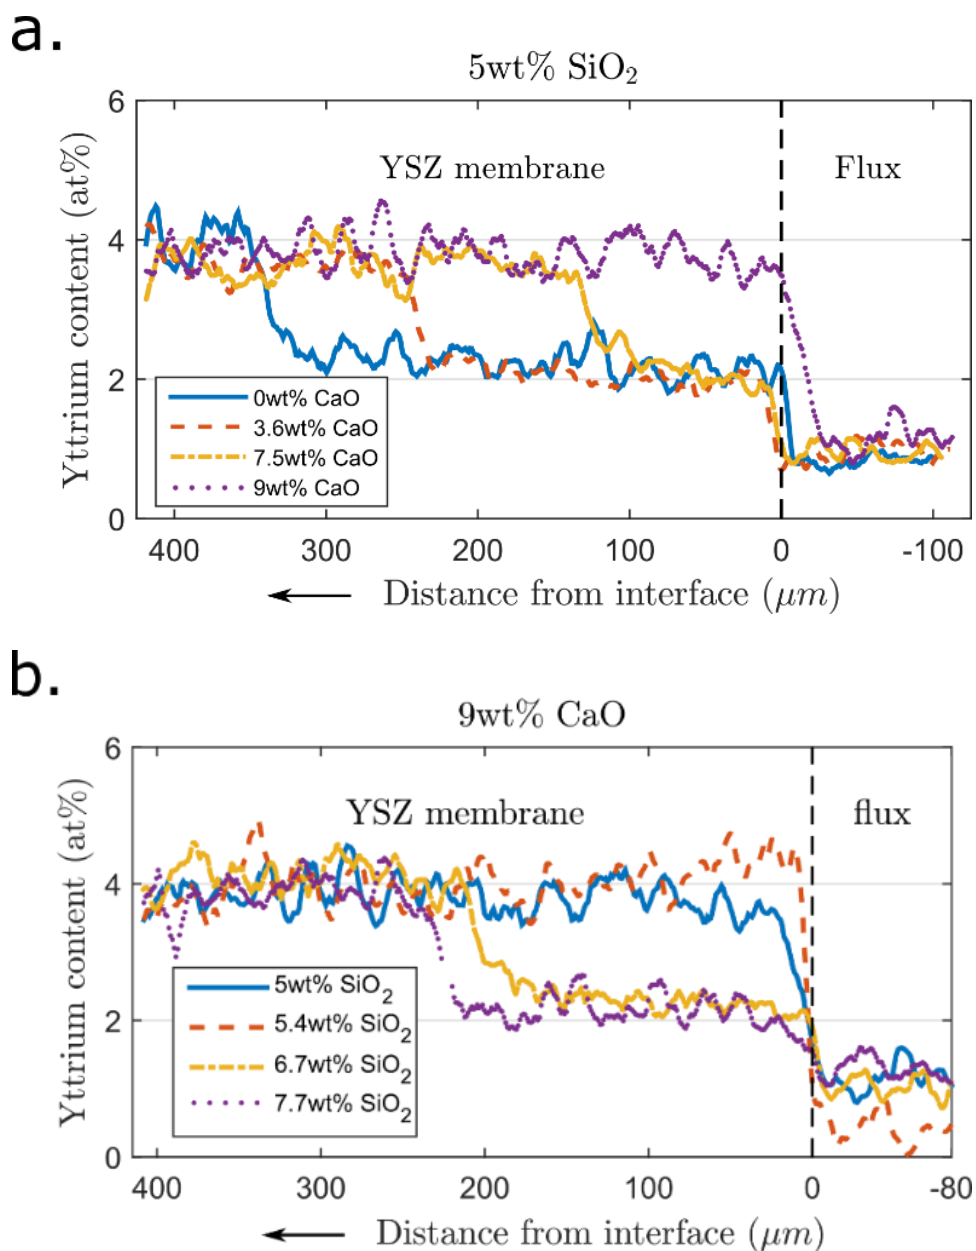 a.
5wt% SiO₂
6
4
2
0
Yttrium content (at%)
YSZ membrane
Flux
0wt% CaO
3.6wt% CaO
7.5wt% CaO
9wt% CaO
400 300 200 100 0 -100
Distance from interface (μm)
b.
9wt% CaO
6
4
2
0
Yttrium content (at%)
YSZ membrane
flux
5wt% SiO₂
5.4wt% SiO₂
6.7wt% SiO₂
7.7wt% SiO₂
400 300 200 100 0 -80
Distance from interface (μm)